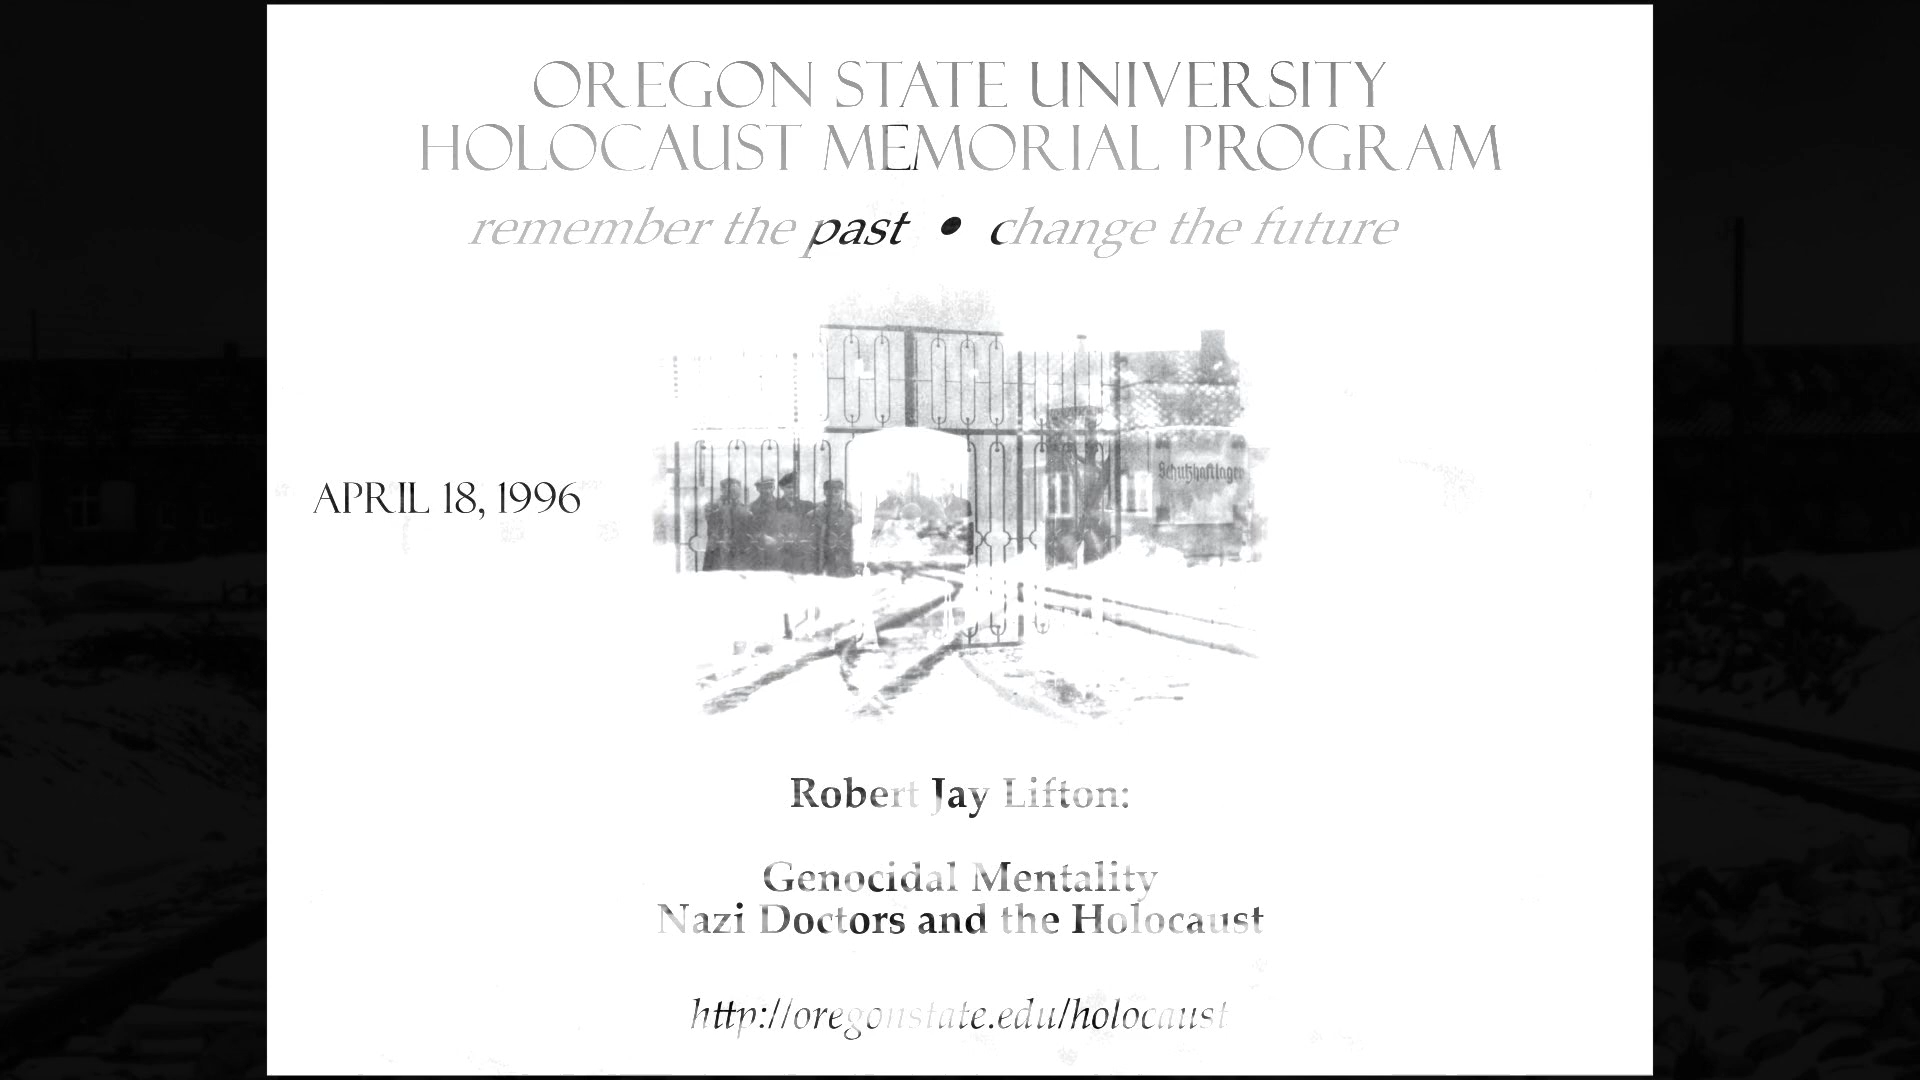 OREGON STATE UNIVERSITY
HOLOCAUST MEMORIAL PROGRAM
remember the past • change the future
Schutzhaftlager
APRIL 18, 1996
Robert Jay Lifton:
Genocidal Mentality
Nazi Doctors and the Holocaust
http://oregonstate.edu/holocaust